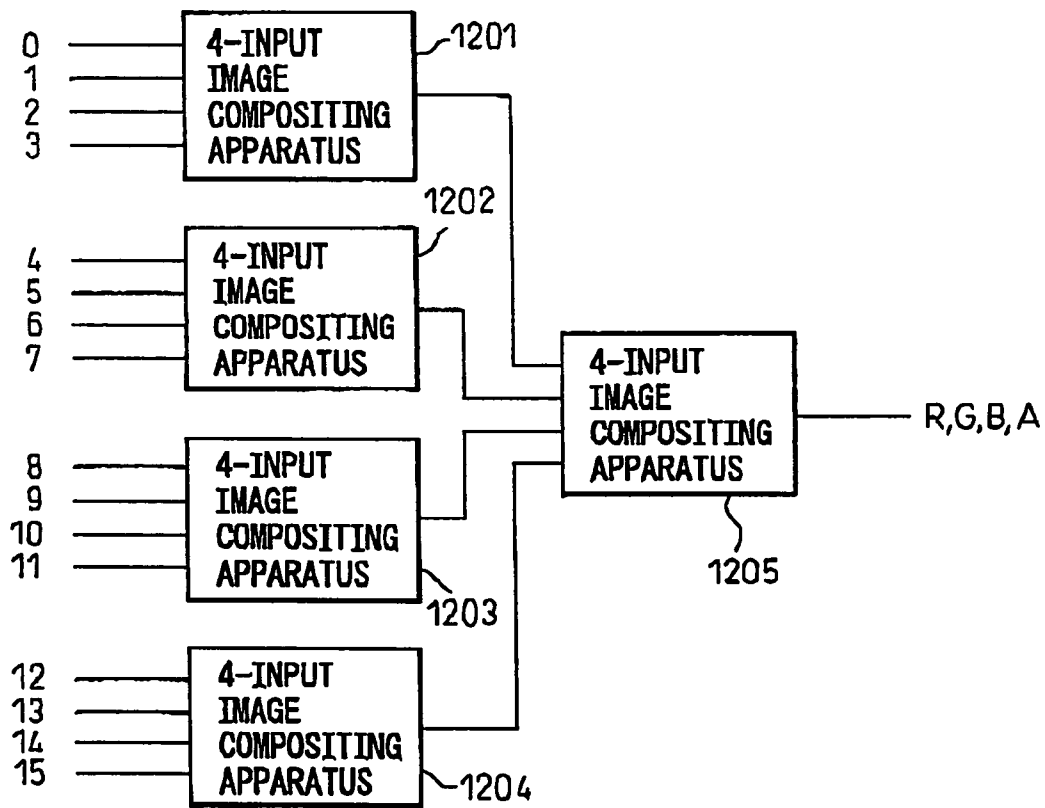 0
1
2
3
4-INPUT
IMAGE
COMPOSITING
APPARATUS
1201
4
5
6
7
4-INPUT
IMAGE
COMPOSITING
APPARATUS
1202
8
9
10
11
4-INPUT
IMAGE
COMPOSITING
APPARATUS
1203
12
13
14
15
4-INPUT
IMAGE
COMPOSITING
APPARATUS
1204
4-INPUT
IMAGE
COMPOSITING
APPARATUS
1205
R,G,B,A